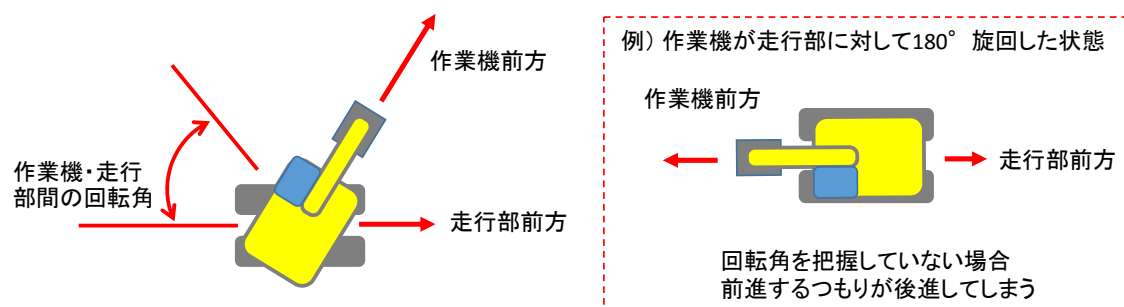 作業機前方
作業機・走行
部間の回転角
走行部前方
例）作業機が走行部に対して180°旋回した状態
作業機前方
走行部前方
回転角を把握していない場合
前進するつもりが後進してしまう